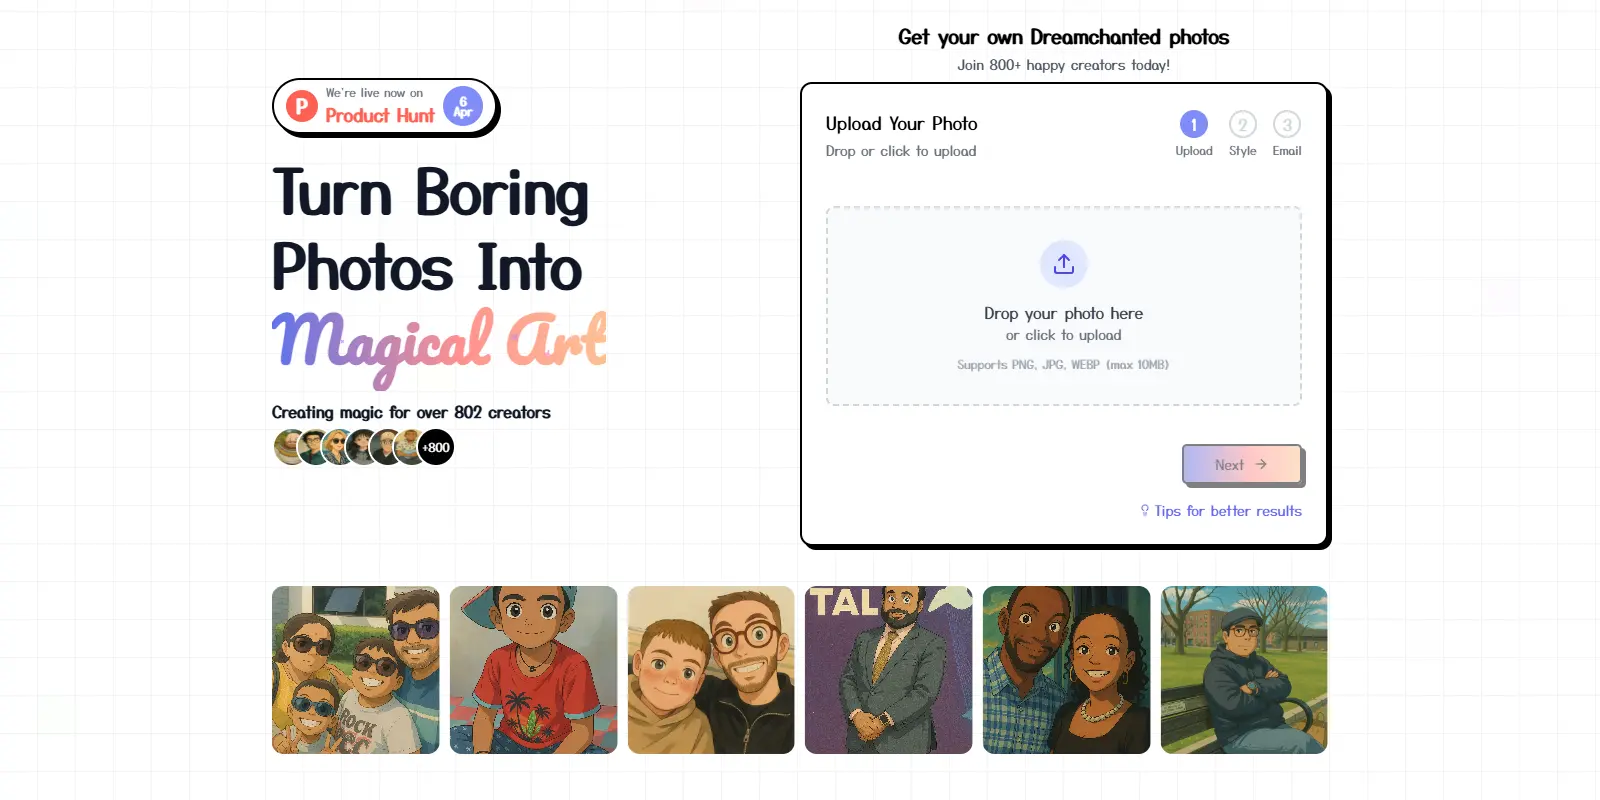 Get your own Dreamchanted photos
Join 800+ happy creators today!
We're live now on
P
Product Hunt
6
Apr
Turn Boring
Photos Into
Magical Art
Creating magic for over 802 creators
+800
Upload Your Photo
Drop or click to upload
1
2
3
Upload
Style
Email
Drop your photo here
or click to upload
Supports PNG, JPG, WEBP (max 10MB)
Next
Tips for better results
ROCK
TAL